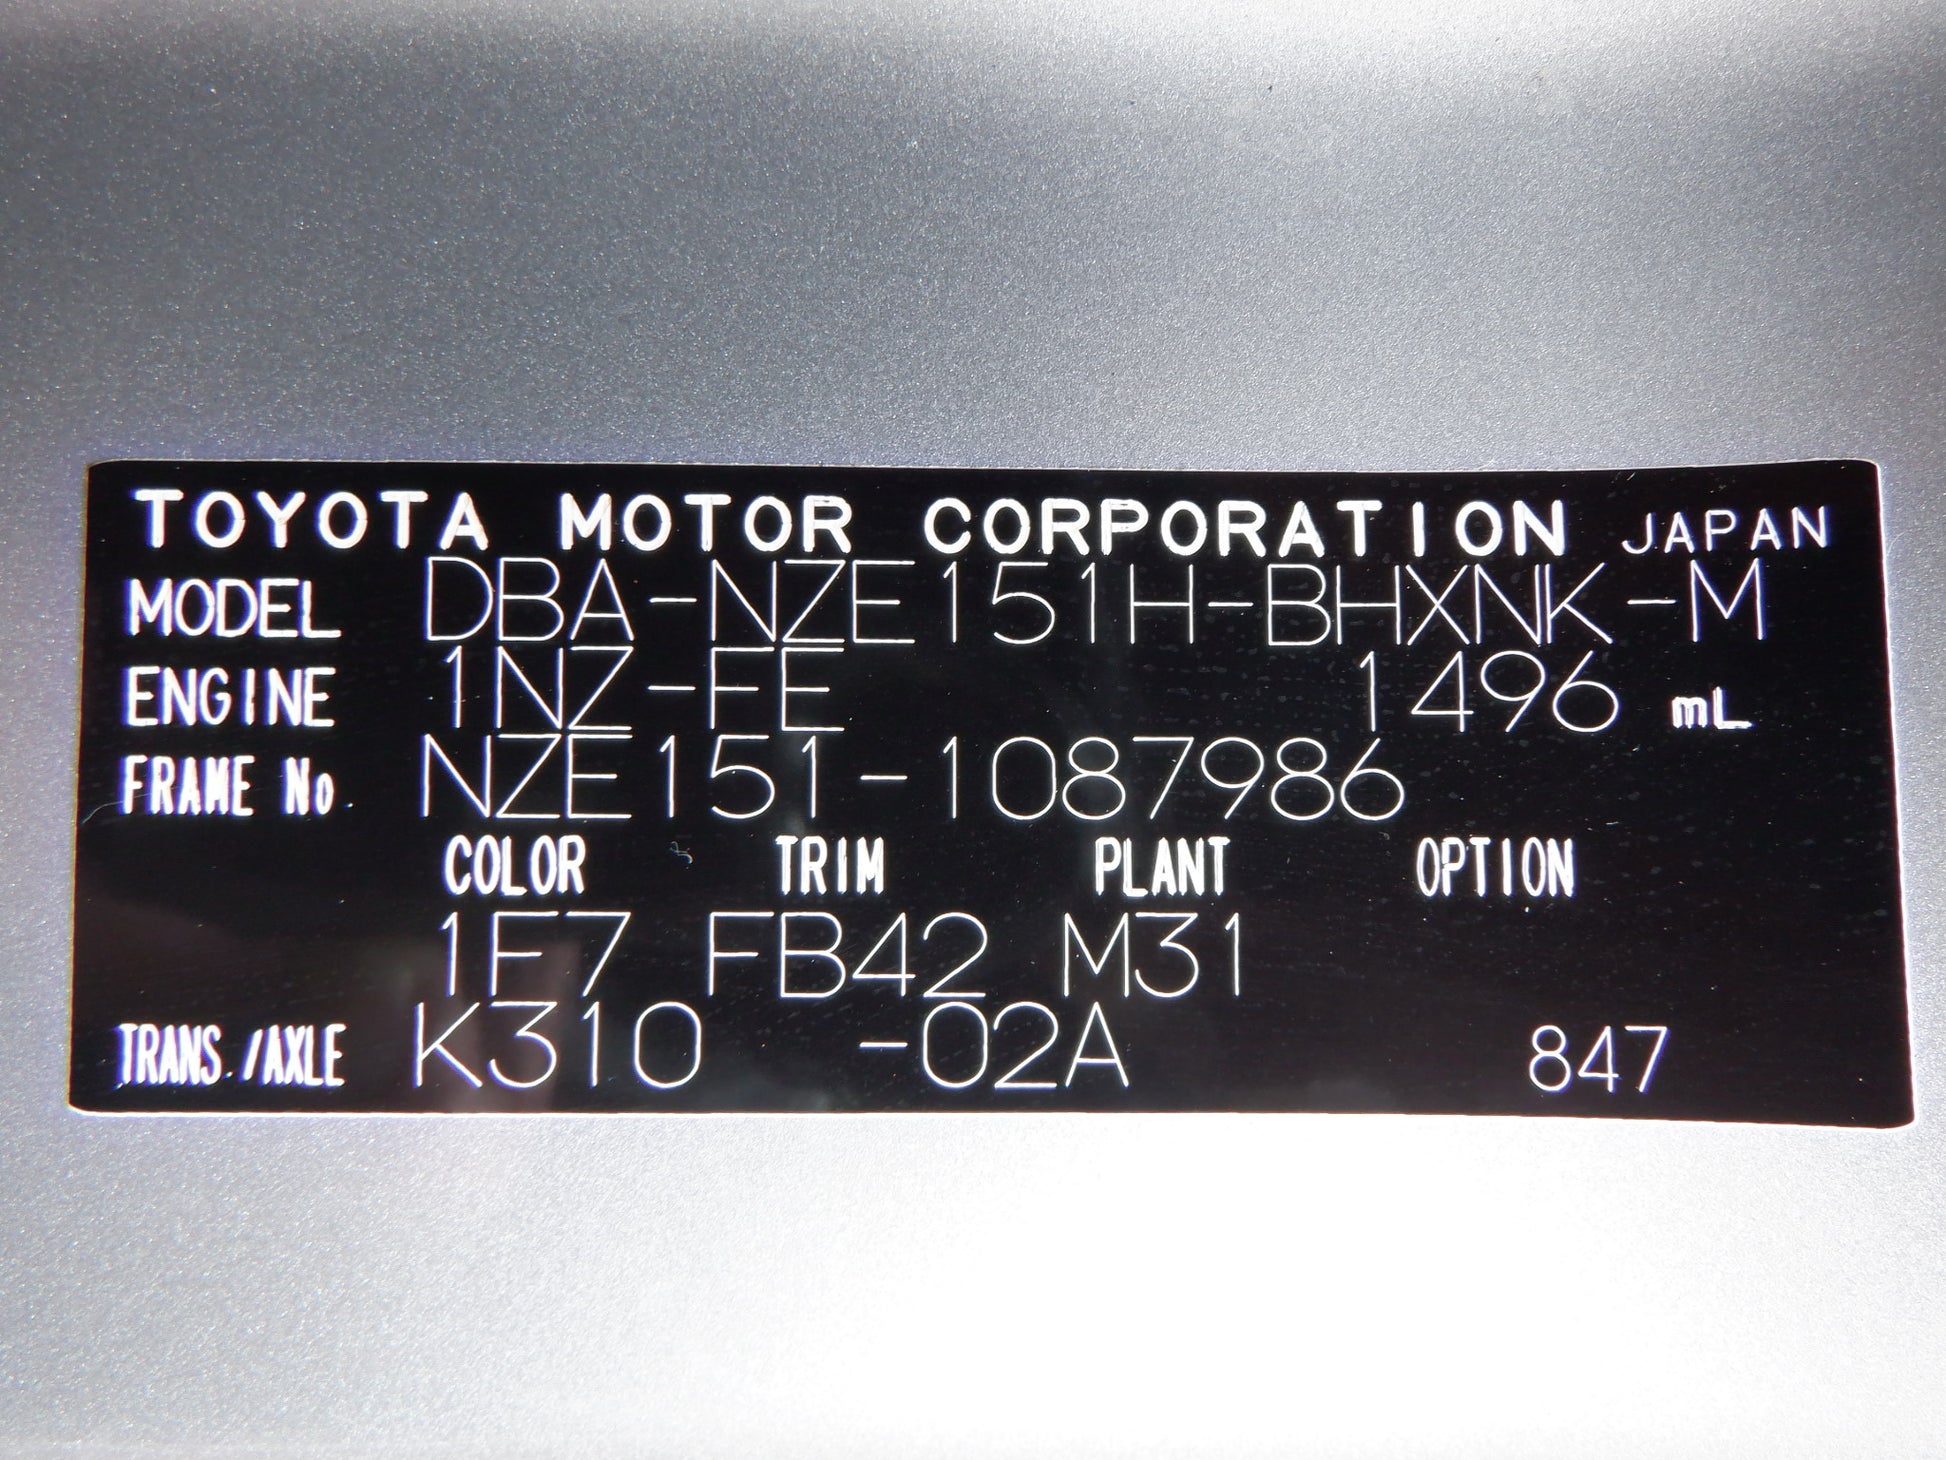 TOYOTA MOTOR CORPORATION JAPAN
MODEL DBA-NZE151H-BHXNK-M
ENGINE 1NZ-FE 1496 mL
FRAME No. NZE151-1087986
COLOR TRIM PLANT OPTION
1F7 FB42 M31
TRANS./AXLE K310 -02A 847